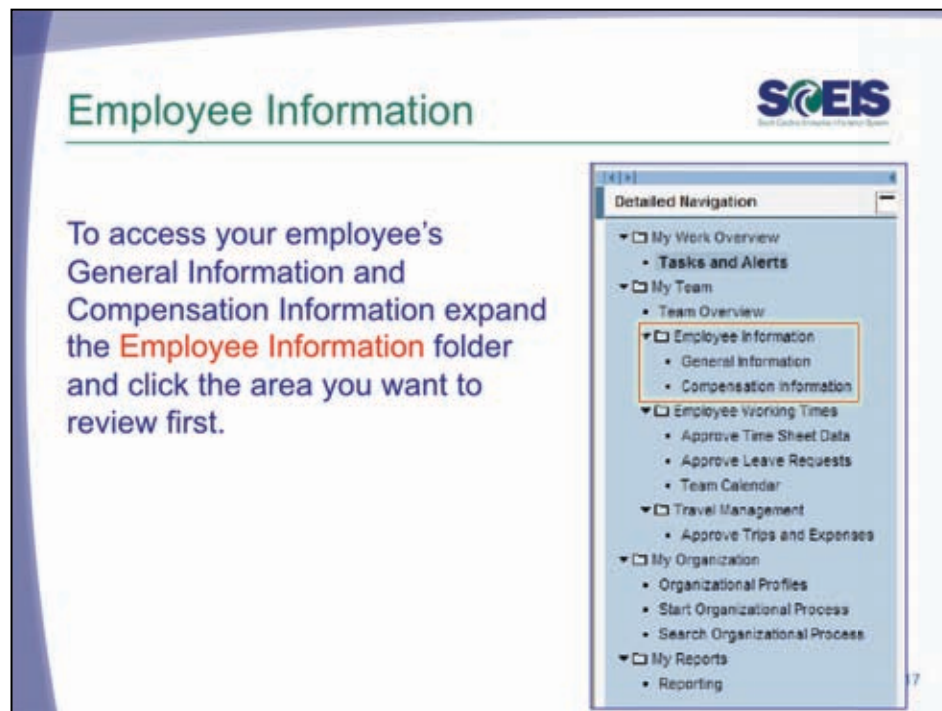 Employee Information
SCEIS
To access your employee's
General Information and
Compensation Information expand
the Employee Information folder
and click the area you want to
review first.
Detailed Navigation
My Work Overview
• Tasks and Alerts
My Team
• Team Overview
Employee Information
• General Information
• Compensation Information
Employee Working Times
• Approve Time Sheet Data
• Approve Leave Requests
• Team Calendar
Travel Management
• Approve Trips and Expenses
My Organization
• Organizational Profiles
• Start Organizational Process
• Search Organizational Process
My Reports
• Reporting
17